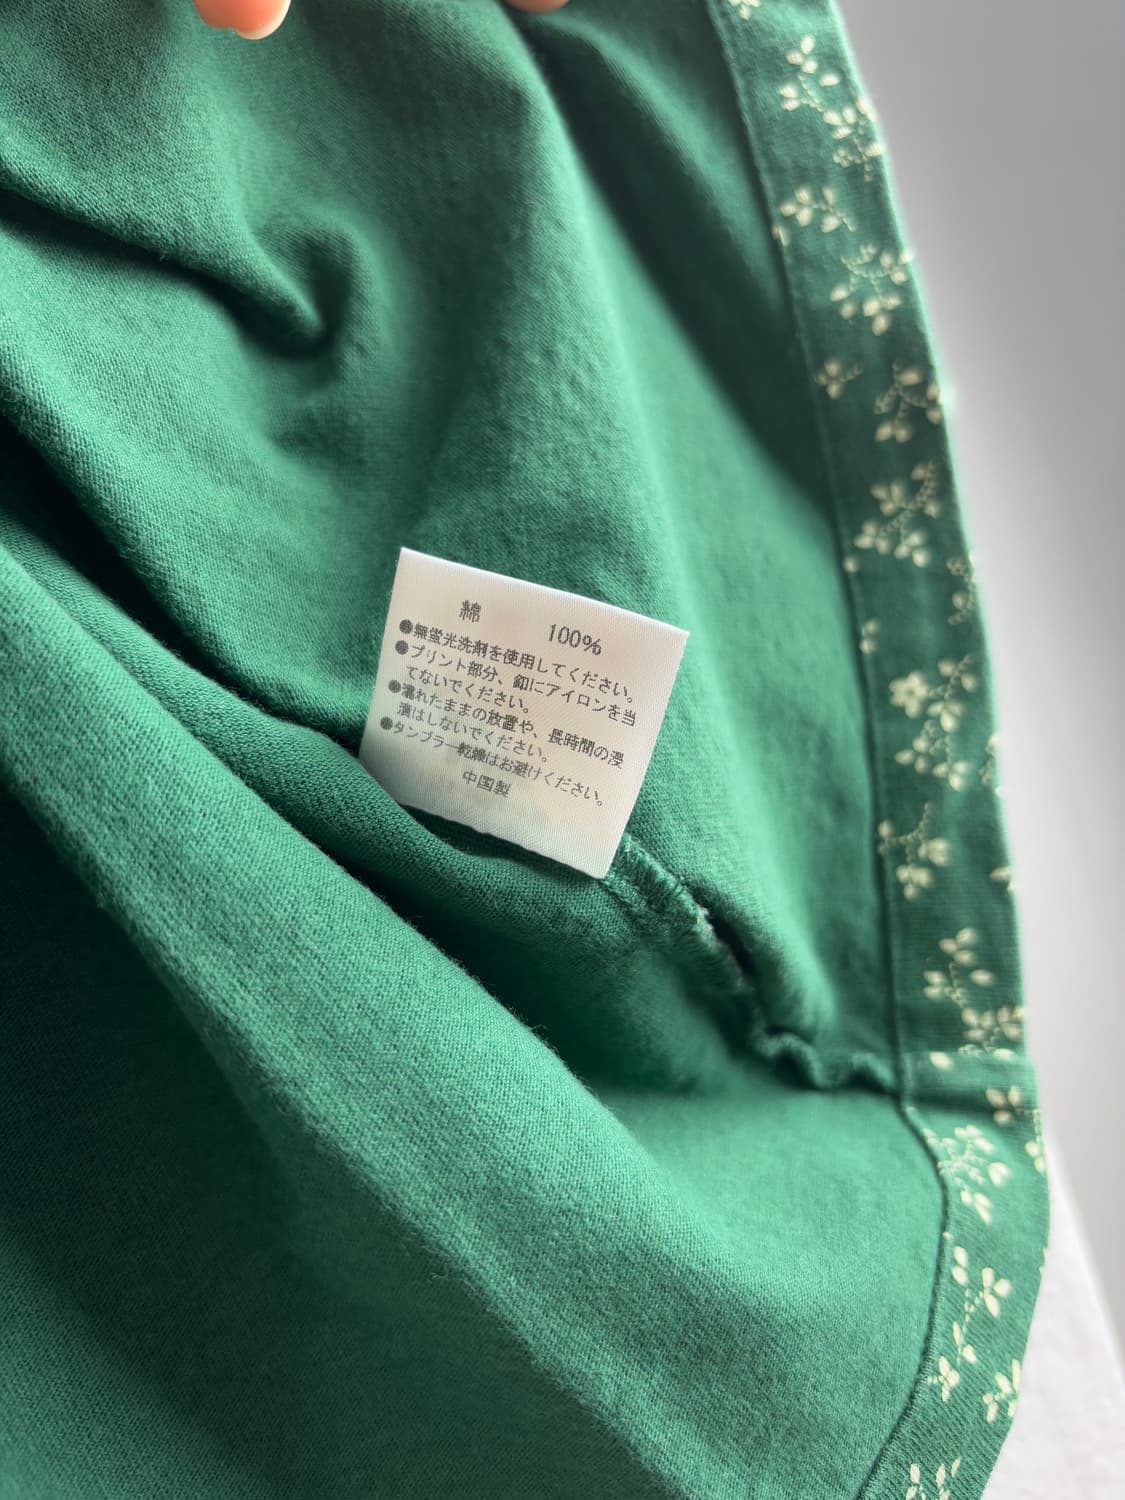 綿 100%
●無蛍光洗剤を使用してください。
●プリント部分、釦にアイロンを当
てないでください。
●濡れたままの放置や、長時間の浸
漬はしないでください。
●タンブラー乾燥はお避けください。
中国製